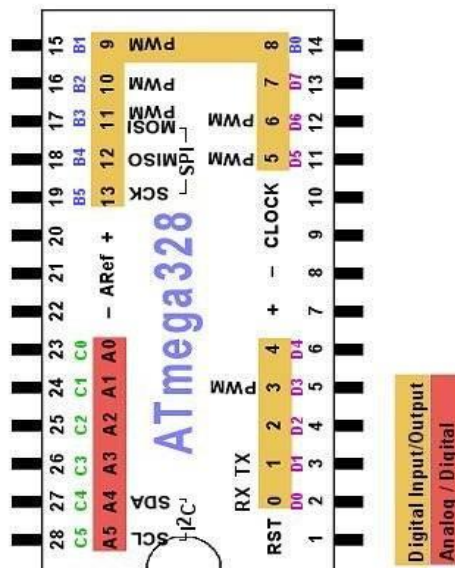 15 B1 9 PWM 8 B0 14
16 B2 10 PWM 7 D7 13
17 B3 11 PWM MOSI PWM 6 D6 12
18 B4 12 MISO PWM 5 D5 11
SPI
19 B5 13 SCK CLOCK 10
20 + - 9
21 ARef 8
22 - + 7
ATmega328
23 C0 A0 4 D4 6
24 C1 A1 PWM 3 D3 5
25 C2 A2 2 D2 4
26 C3 A3 TX 1 D1 3
27 C4 A4 SDA RX 0 D0 2
I2C
28 C5 A5 SCL RST 1
Digital Input/Output
Analog / Digital